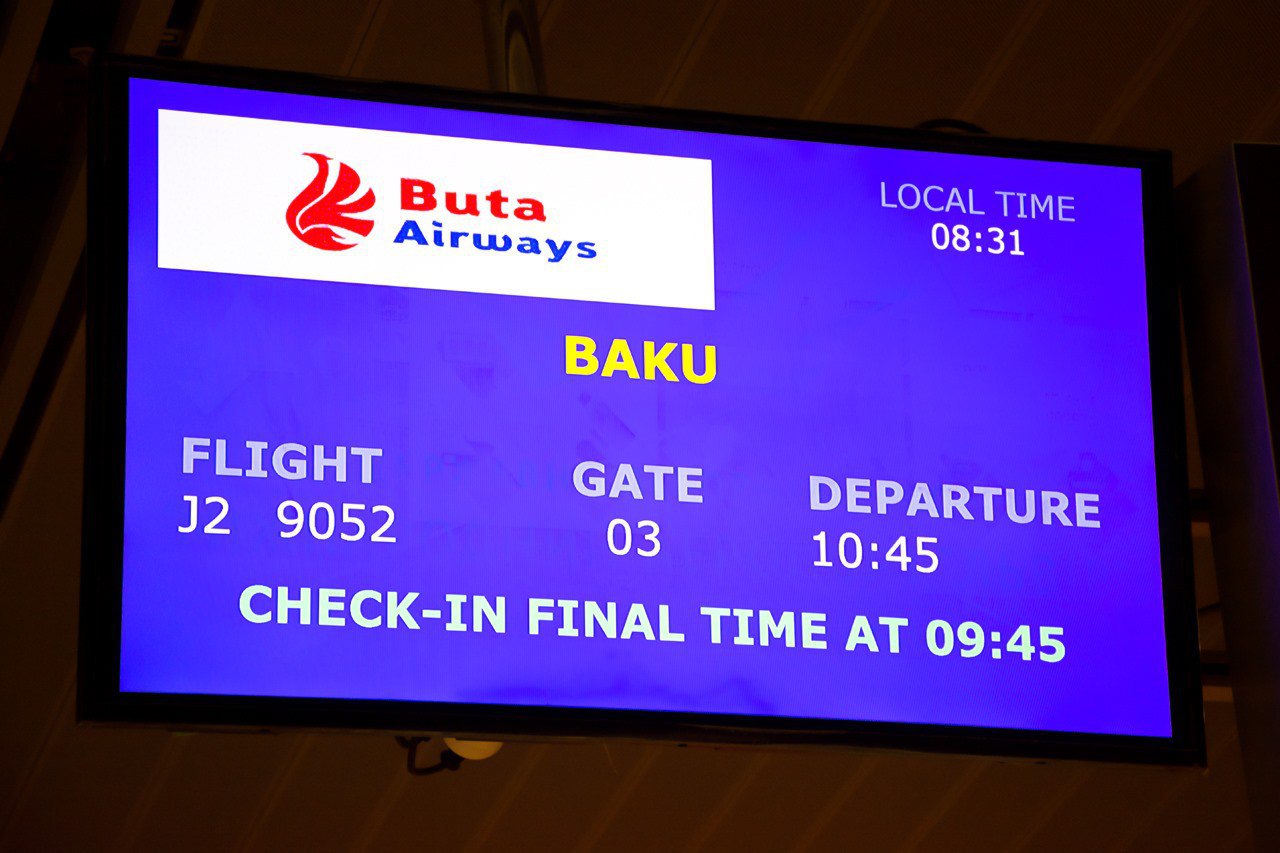 Buta
Airways
LOCAL TIME
08:31
BAKU
FLIGHT GATE DEPARTURE
J2 9052 03 10:45
CHECK-IN FINAL TIME AT 09:45